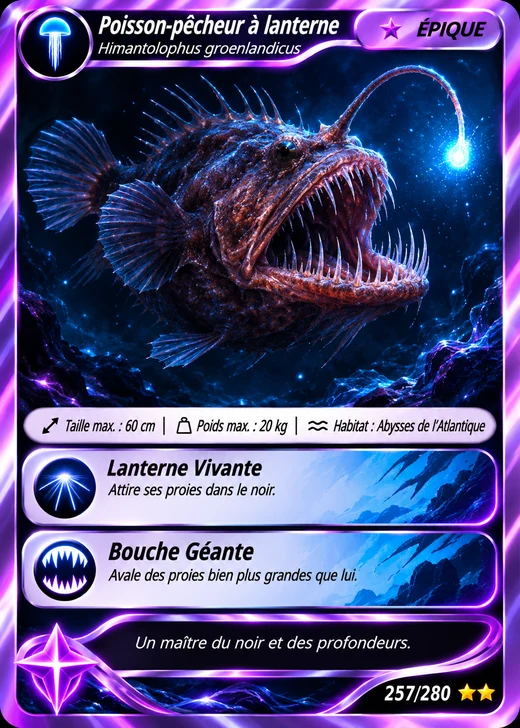 Poisson-pêcheur à lanterne
Himantolophus groenlandicus
ÉPIQUE
Taille max. : 60 cm | Poids max. : 20 kg | Habitat : Abysses de l'Atlantique
Lanterne Vivante
Attire ses proies dans le noir.
Bouche Géante
Avale des proies bien plus grandes que lui.
Un maître du noir et des profondeurs.
257/280